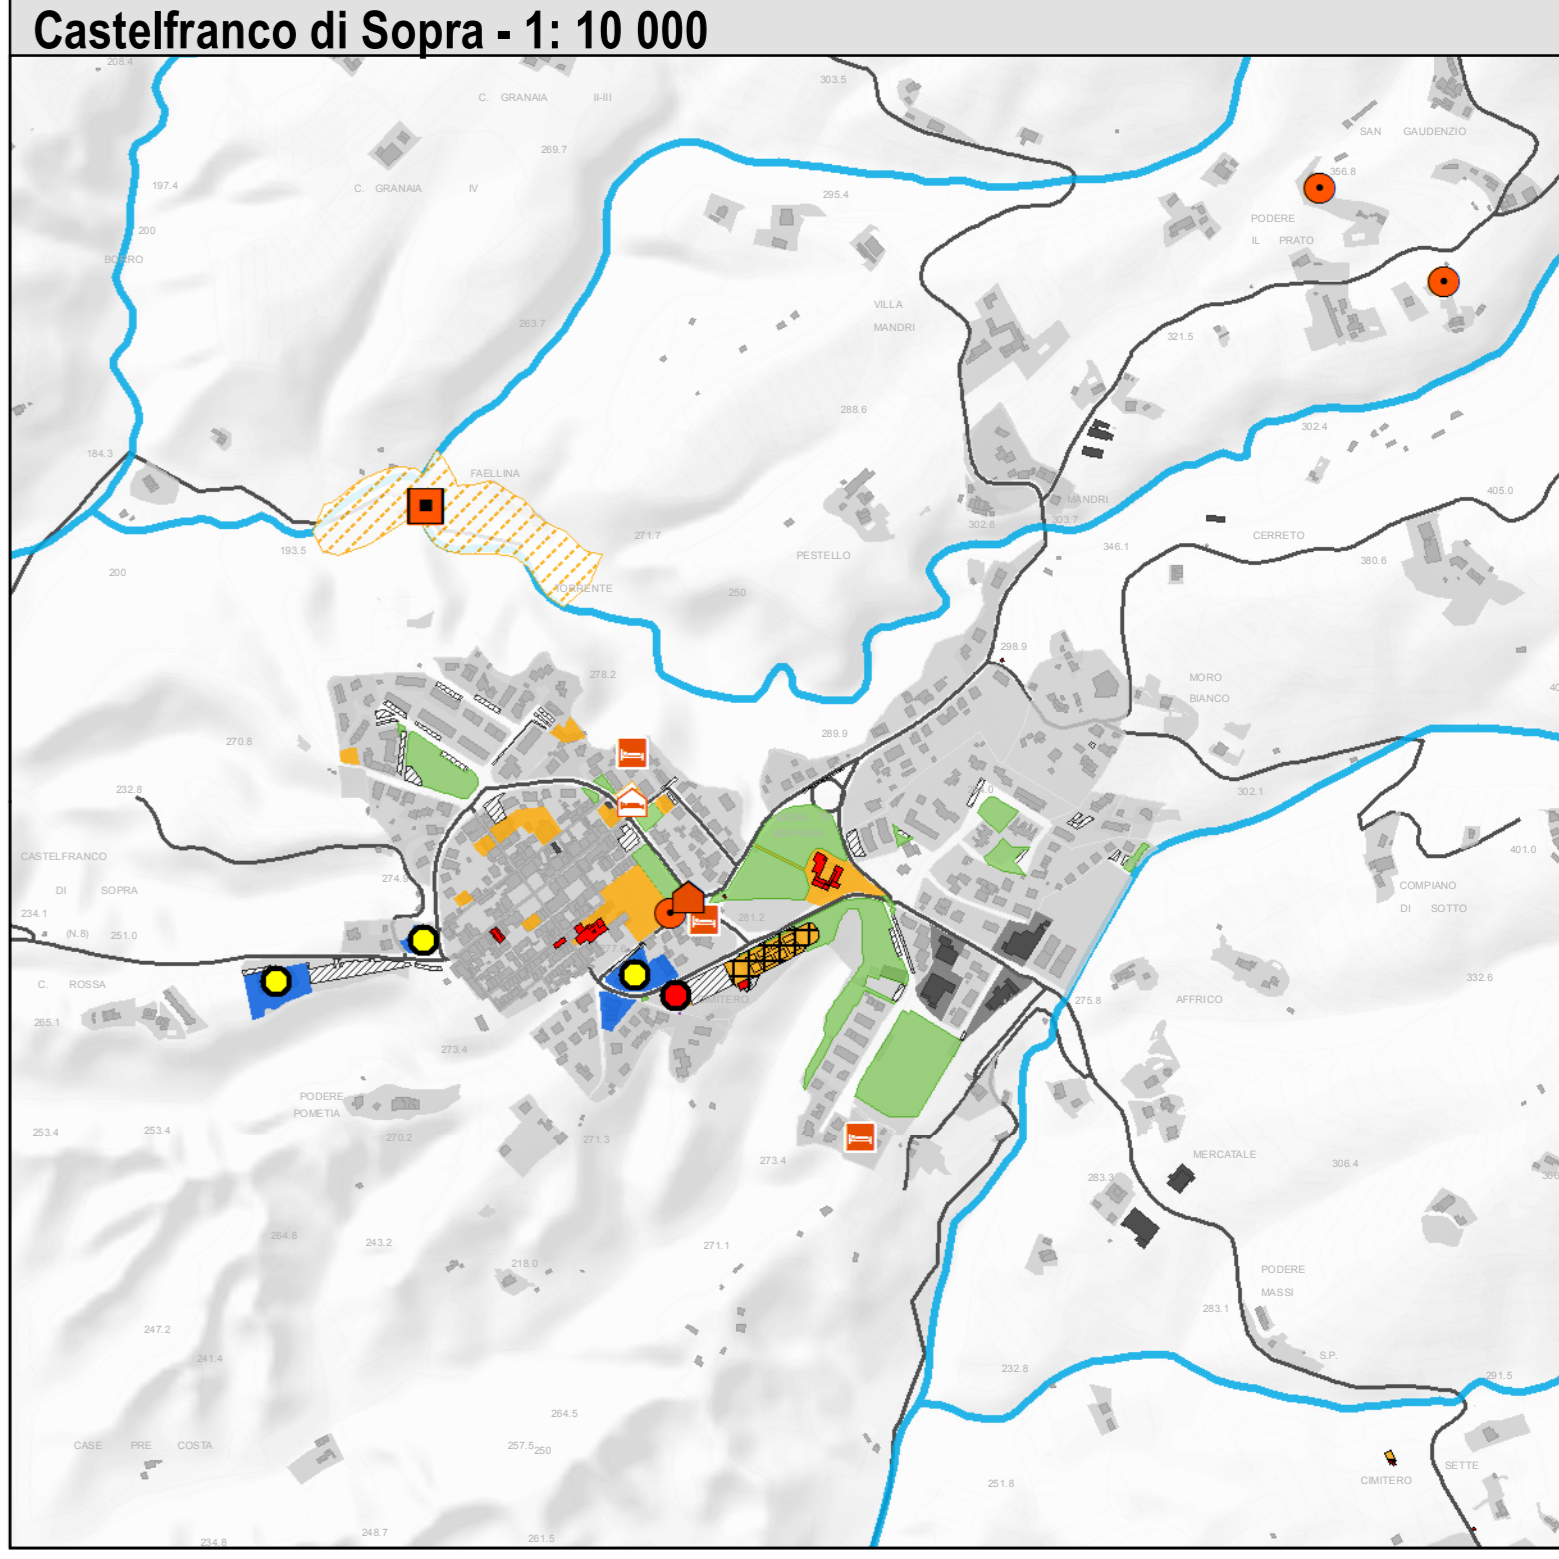 Castelfranco di Sopra - 1: 10 000
208.4
C. GRANAIA II-III
303.5
SAN GAUDENZIO
269.7
356.8
197.4
C. GRANAIA IV
295.4
PODERE
IL PRATO
200
BORRO
VILLA
MANDRI
263.7
321.5
288.6
302.4
184.3
FAELLINA
405.0
MANDRI
303.7
302.6
193.5
271.7
PESTELLO
346.1
CERRETO
380.6
200
TORRENTE
250
298.9
278.2
MORO
BIANCO
289.9
270.8
232.8
302.1
401.0
CASTELFRANCO
DI SOPRA
(N.8)
274.9
COMPIANO
DI SOTTO
234.1
251.0
281.2
277.6
332.6
C. ROSSA
265.1
CIMITERO
275.8
AFFRICO
273.4
PODERE
POMETIA
253.4
253.4
270.2
271.3
273.4
MERCATALE
306.4
283.3
264.8
243.2
271.1
218.0
PODERE
MASSI
283.1
247.2
241.4
S.P.
232.8
291.5
264.5
257.5
250
CASE PRE COSTA
251.8
SETTE
CIMITERO
248.7
234.8
261.5